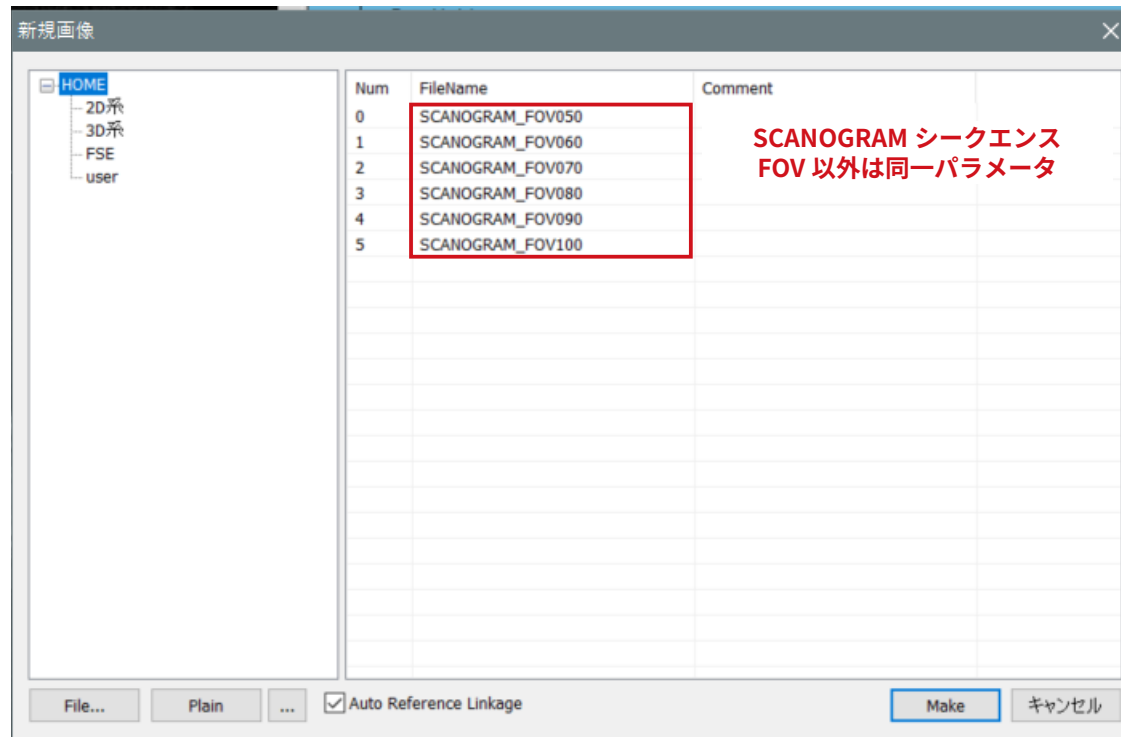 新規画像
HOME
2D系
3D系
FSE
user
Num FileName Comment
0 SCANOGRAM_FOV050
1 SCANOGRAM_FOV060
2 SCANOGRAM_FOV070
3 SCANOGRAM_FOV080
4 SCANOGRAM_FOV090
5 SCANOGRAM_FOV100
SCANOGRAM シークエンス
FOV 以外は同一パラメータ
File... Plain ... Auto Reference Linkage Make キャンセル